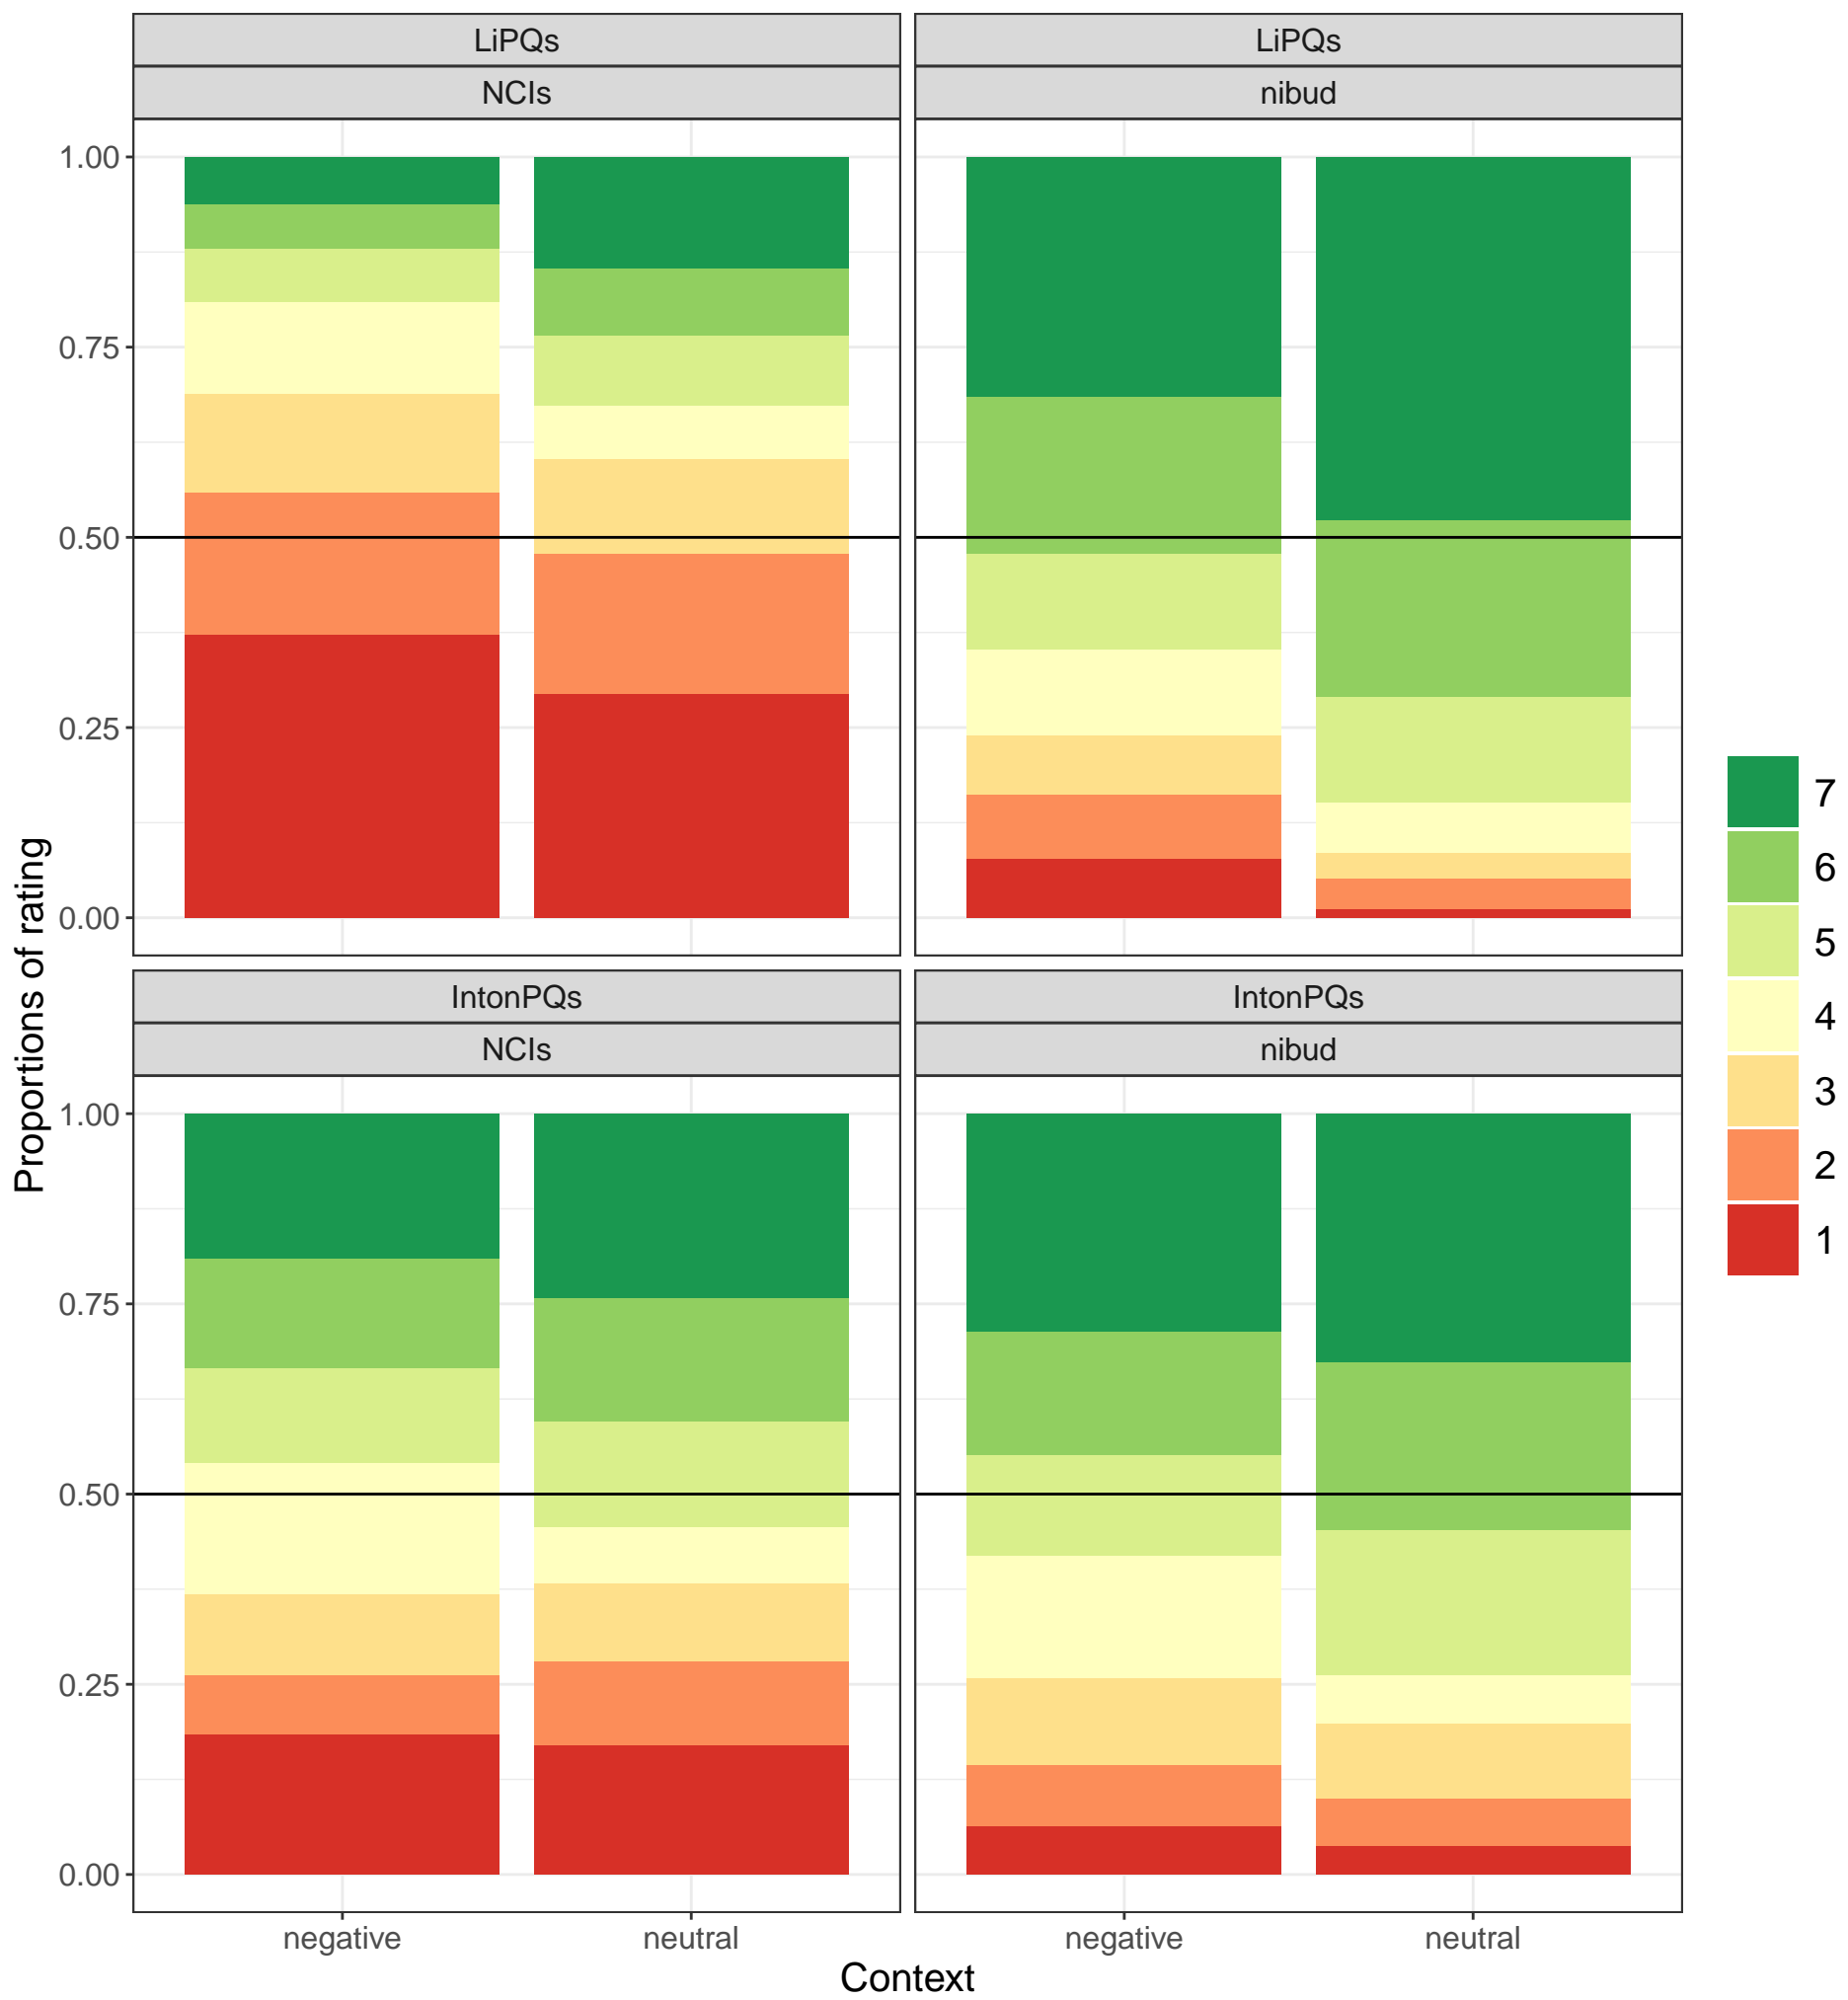 LiPQs
LiPQs
NCIs
nibud
1.00
0.75
0.50
0.25
0.00
IntonPQs
IntonPQs
NCIs
nibud
1.00
0.75
0.50
0.25
0.00
negative
neutral
negative
neutral
Context
Proportions of rating
7
6
5
4
3
2
1